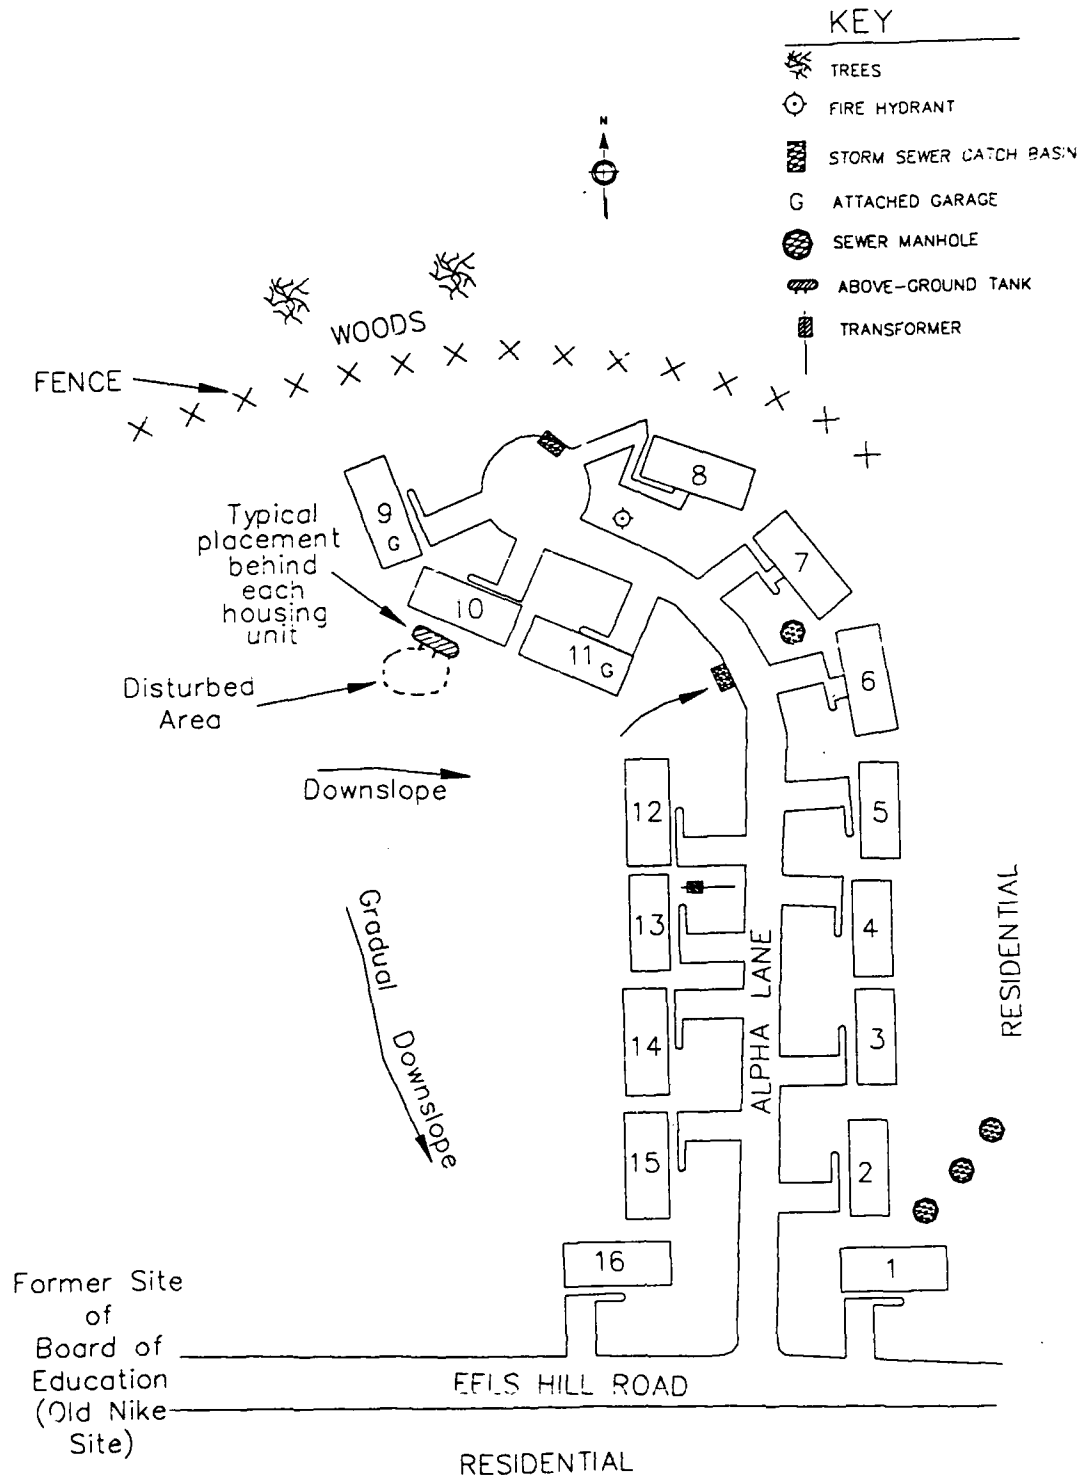 KEY
TREES
FIRE HYDRANT
STORM SEWER CATCH BASIN
G ATTACHED GARAGE
SEWER MANHOLE
ABOVE-GROUND TANK
TRANSFORMER
N
WOODS
FENCE
8
9
G
Typical
placement
behind
each
housing
unit
7
10
11 G
6
Disturbed
Area
Downslope
12
5
Gradual Downslope
13
4
RESIDENTIAL
ALPHA LANE
14
3
15
2
16
1
Former Site
of
Board of
Education
(Old Nike
Site)
EELS HILL ROAD
RESIDENTIAL